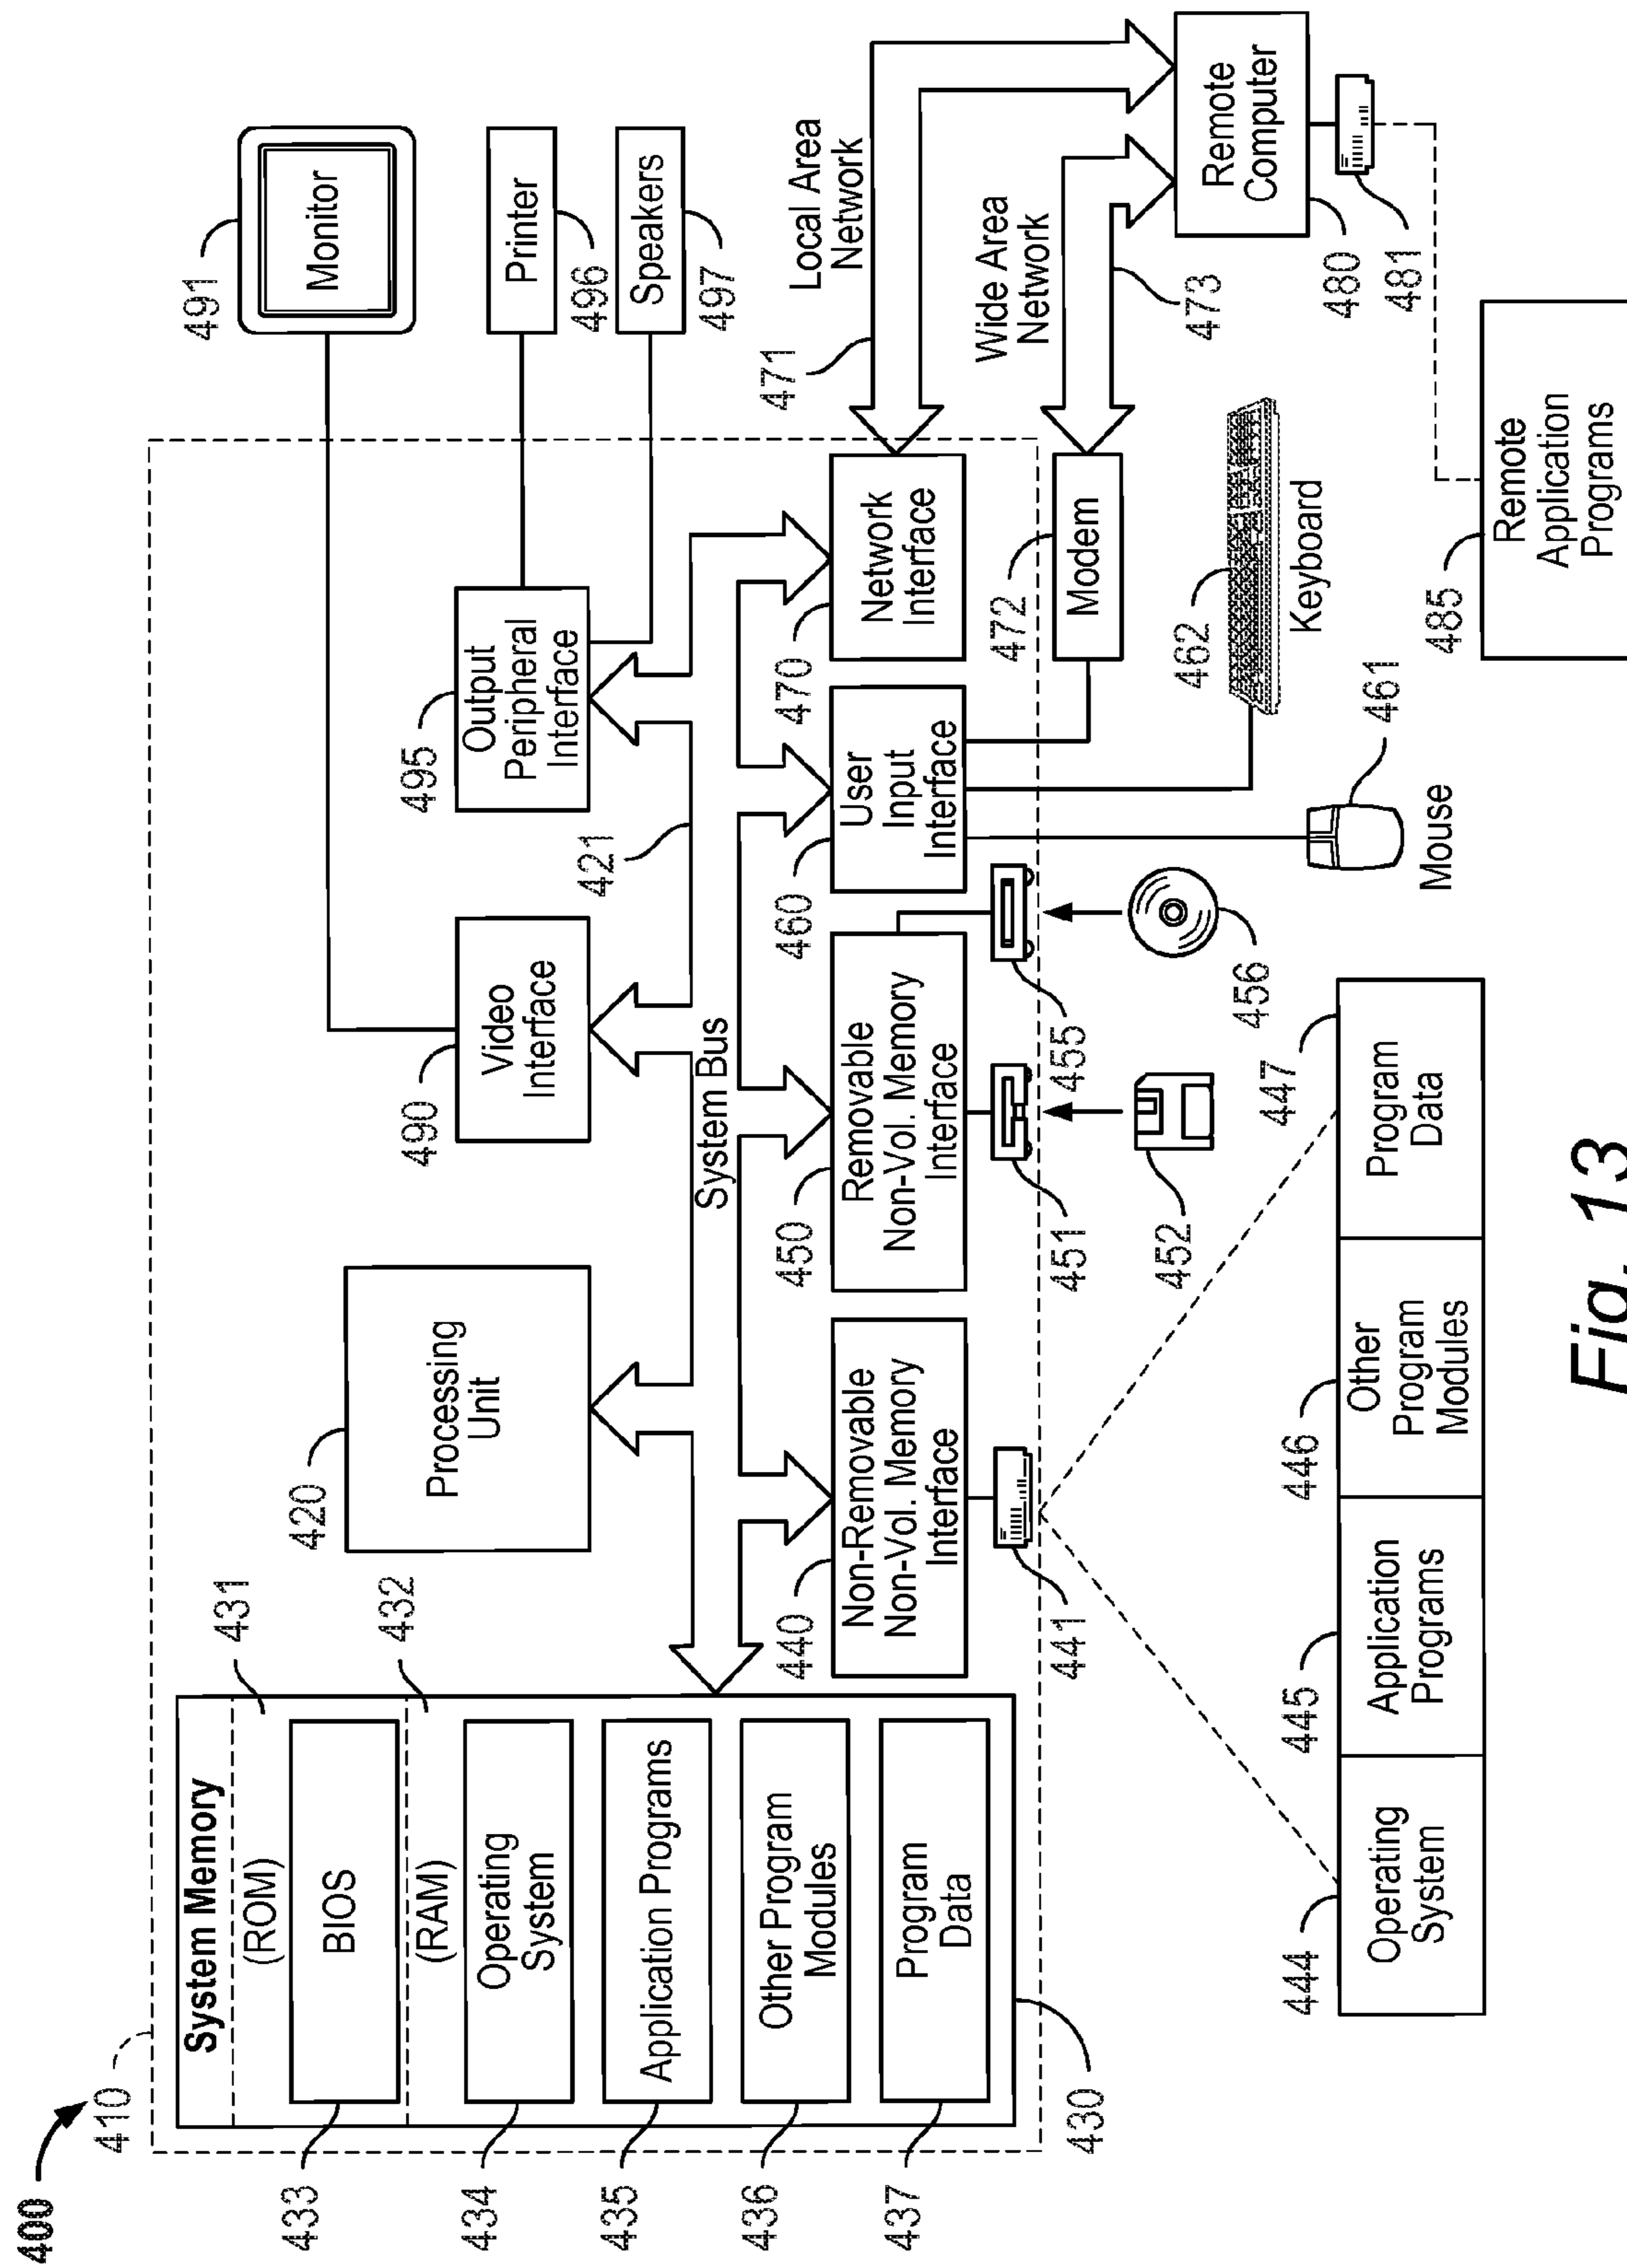 400
410
System Memory
(ROM)
431
433
BIOS
(RAM)
432
434
Operating
System
435
Application Programs
436
Other Program
Modules
437
Program
Data
430
420
Processing
Unit
490
Video
Interface
495
Output
Peripheral
Interface
491
Monitor
Printer
496
Speakers
497
421
System Bus
440
Non-Removable
Non-Vol. Memory
Interface
441
450
Removable
Non-Vol. Memory
Interface
451
452
455
456
460
User
Input
Interface
470
Network
Interface
471
Local Area
Network
Wide Area
Network
473
472
Modem
462
Keyboard
461
Mouse
Remote
Computer
480
481
485
Remote
Application
Programs
444
Operating
System
445
Application
Programs
446
Other
Program
Modules
447
Program
Data
Fig. 13